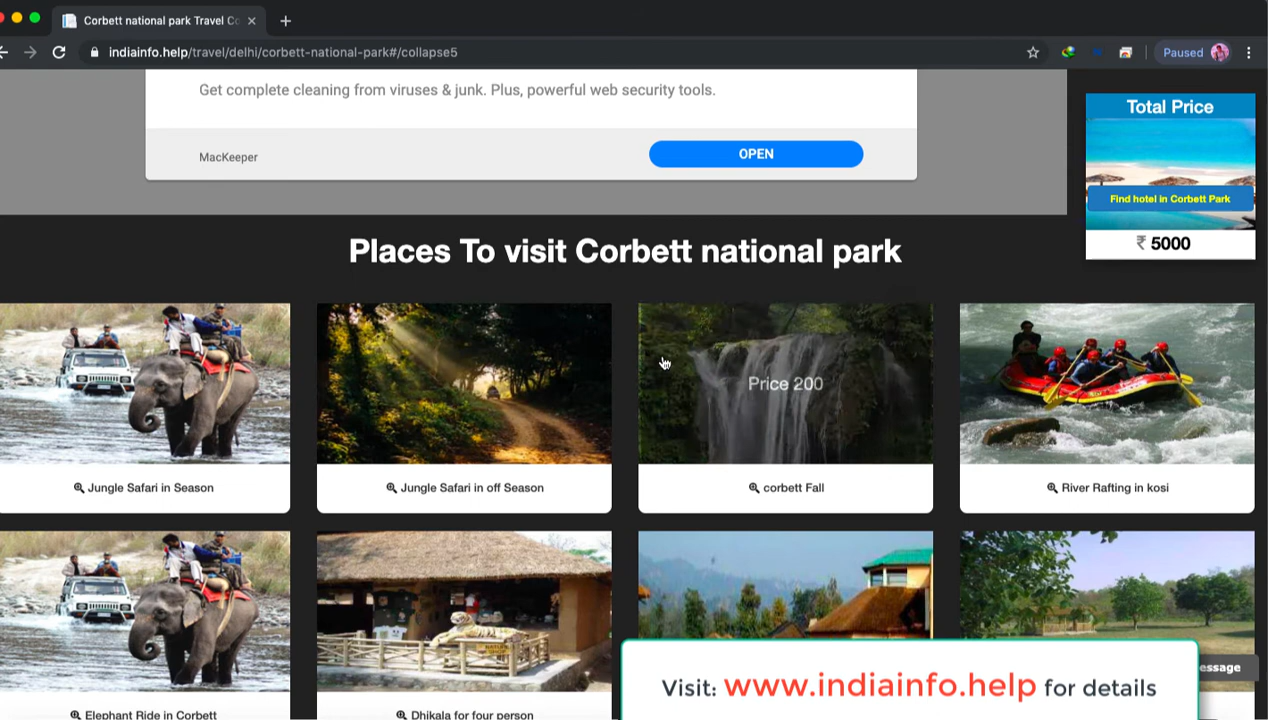 Corbett national park Travel Co
indiainfo.help/travel/delhi/corbett-national-park#/collapse5
Paused
Get complete cleaning from viruses & junk. Plus, powerful web security tools.
MacKeeper
OPEN
Total Price
Find hotel in Corbett Park
₹ 5000
Places To visit Corbett national park
Price 200
Jungle Safari in Season
Jungle Safari in off Season
corbett Fall
River Rafting in kosi
Elephant Ride in Corbett
Dhikala for four person
essage
Visit: www.indiainfo.help for details